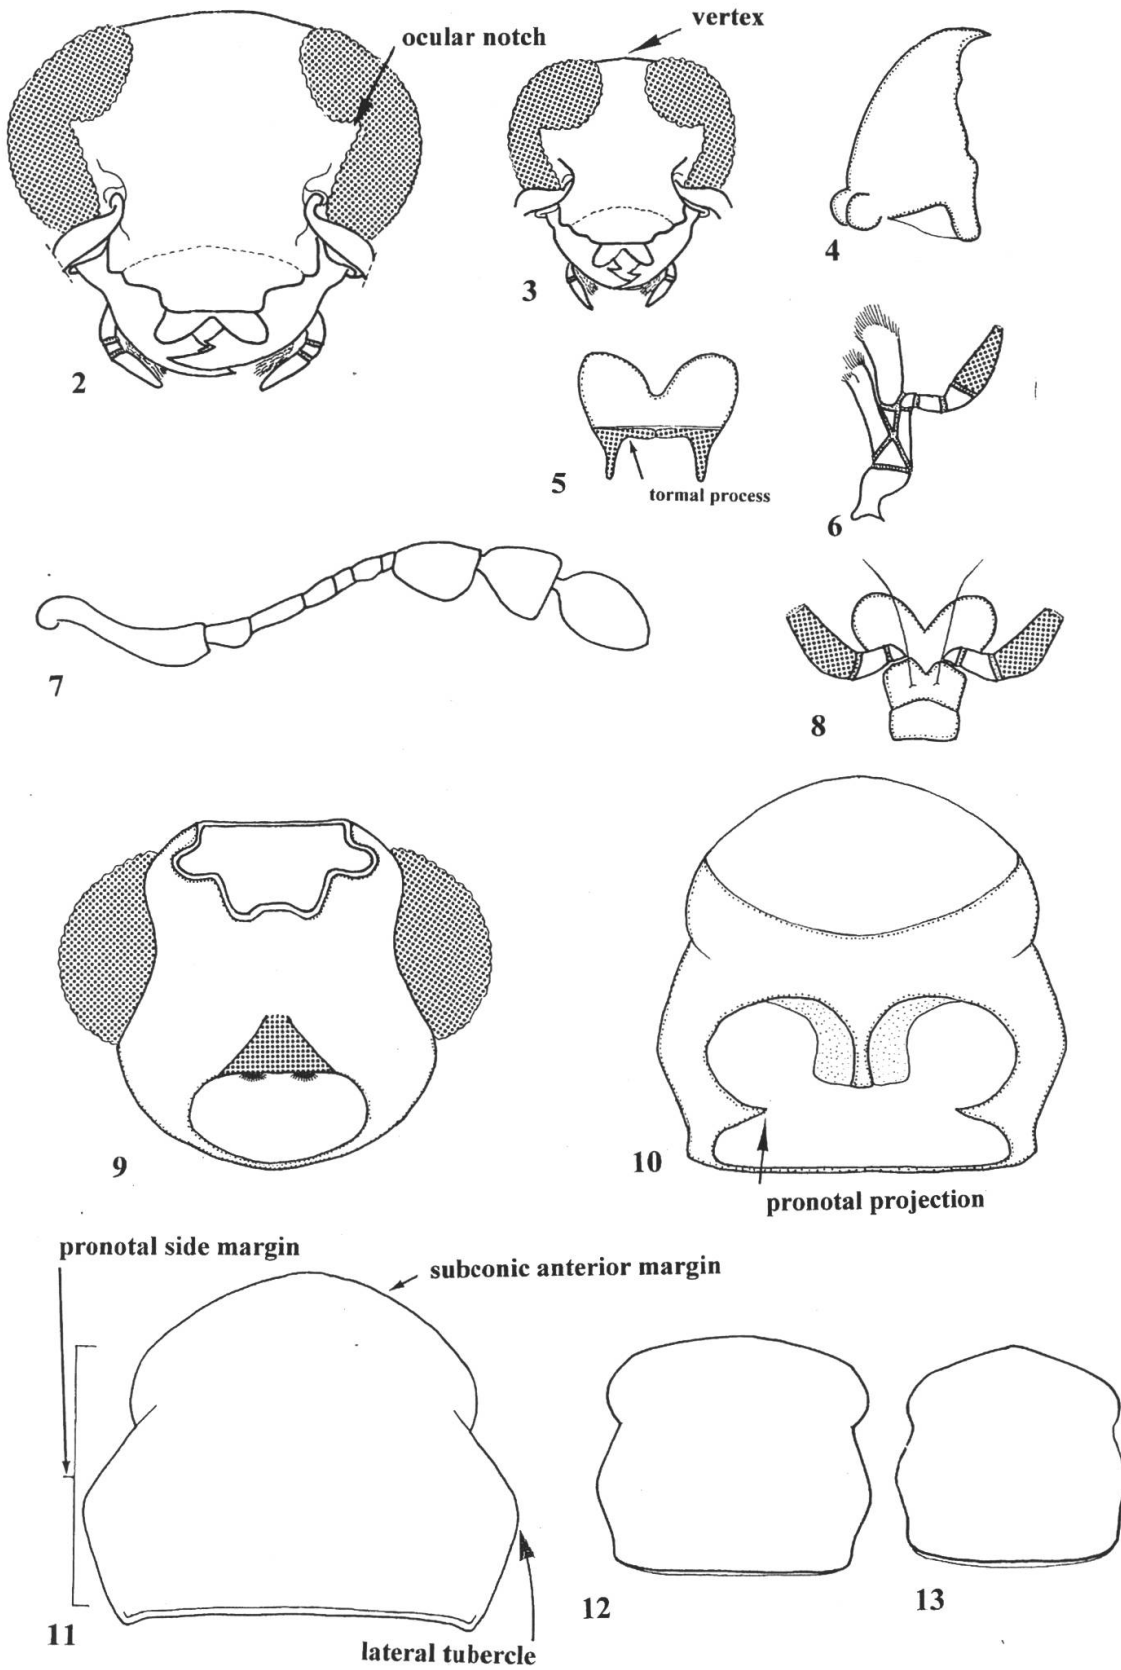 vertex
ocular notch
2
3
4
5
tormal process
6
7
8
9
10
pronotal projection
pronotal side margin
subconic anterior margin
11
lateral tubercle
12
13